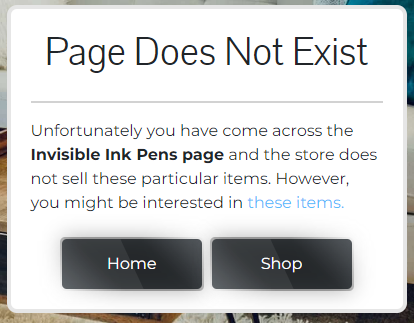 Page Does Not Exist
Unfortunately you have come across the
Invisible Ink Pens page and the store does
not sell these particular items. However,
you might be interested in these items.
Home Shop